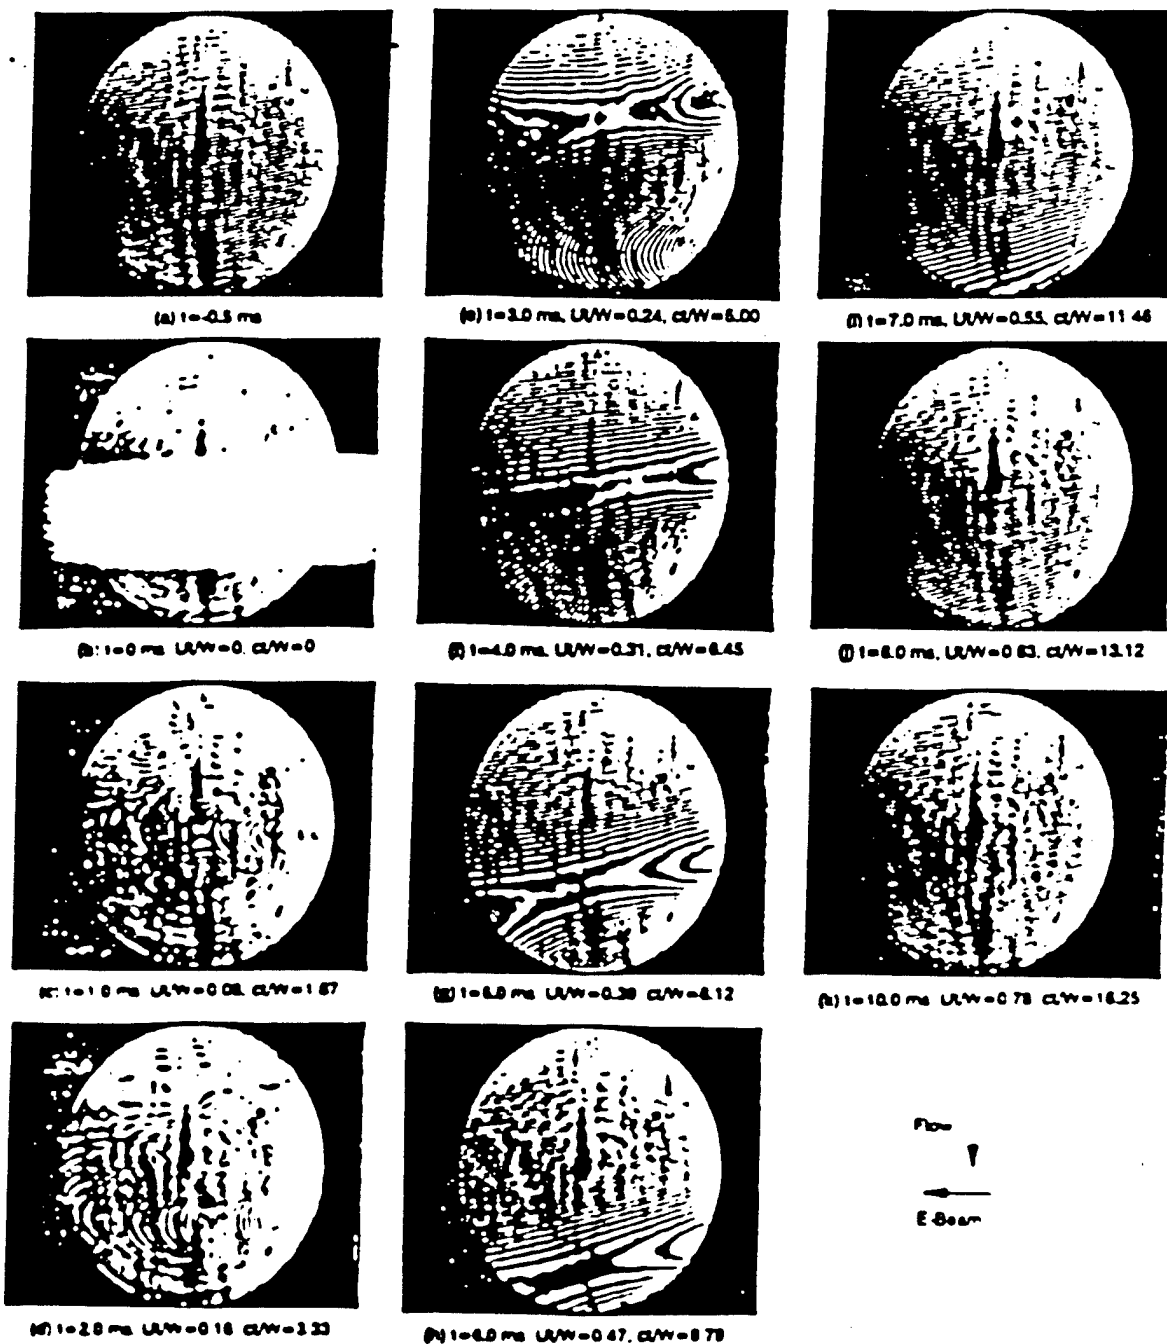 (a) t=-0.5 ms
(b) t=0 ms, Ut/W=0, ct/W=0
(c) t=1.0 ms Ut/W=0.08, ct/W=1.67
(d) t=2.0 ms Ut/W=0.16 ct/W=3.33
(e) t=3.0 ms, Ut/W=0.24, ct/W=5.00
(f) t=4.0 ms, Ut/W=0.31, ct/W=6.45
(g) t=5.0 ms Ut/W=0.39 ct/W=8.12
(h) t=6.0 ms Ut/W=0.47, ct/W=9.79
(i) t=7.0 ms, Ut/W=0.55, ct/W=11.46
(j) t=8.0 ms, Ut/W=0.63, ct/W=13.12
(k) t=10.0 ms Ut/W=0.78 ct/W=16.25
Flow
E-Beam